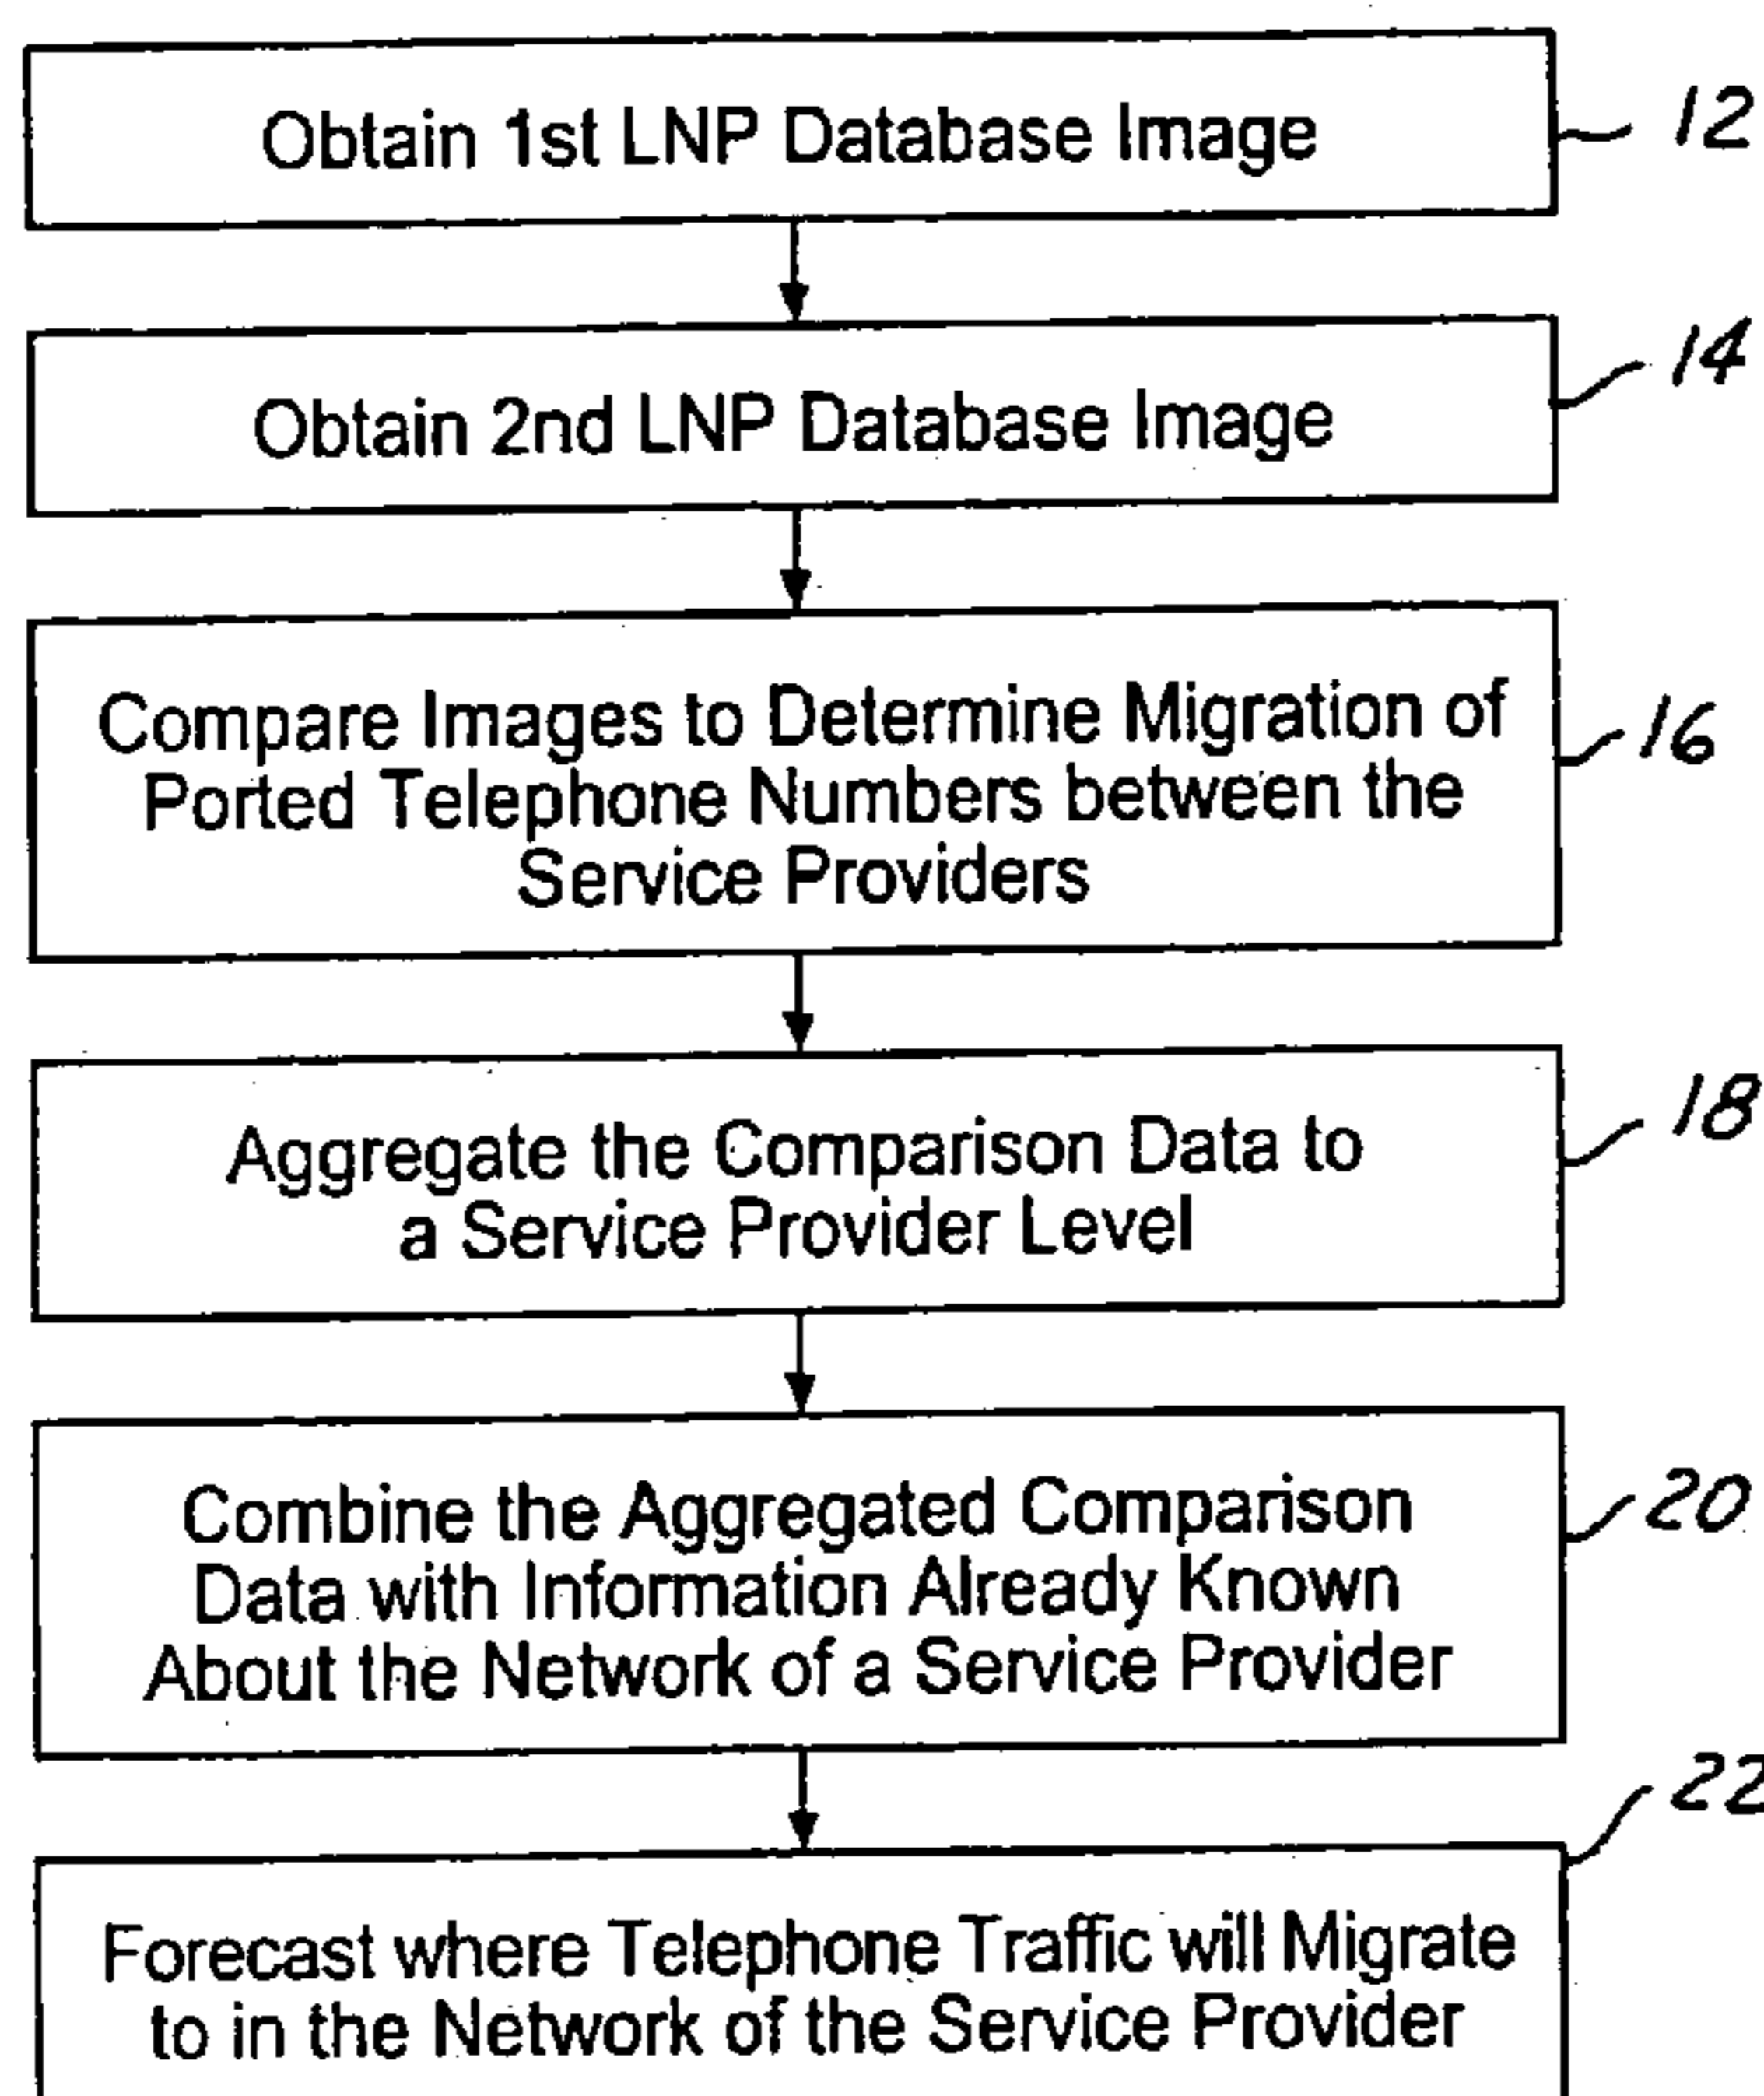 Obtain 1st LNP Database Image
12
Obtain 2nd LNP Database Image
14
Compare Images to Determine Migration of
Ported Telephone Numbers between the
Service Providers
16
Aggregate the Comparison Data to
a Service Provider Level
18
Combine the Aggregated Comparison
Data with Information Already Known
About the Network of a Service Provider
20
22
Forecast where Telephone Traffic will Migrate
to in the Network of the Service Provider